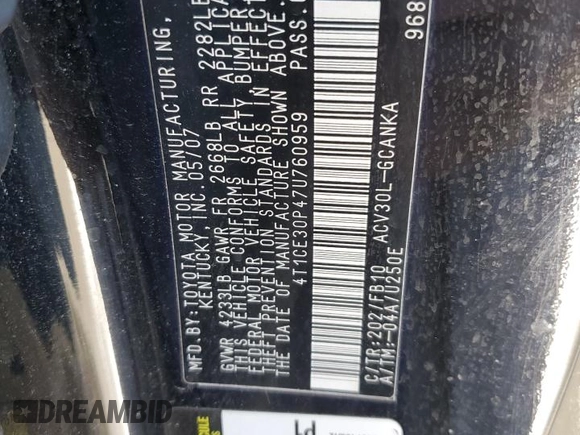 MFD.BY:TOYOTA MOTOR MANUFACTURING,
KENTUCKY, INC. 05/07
GVWR 4233LB GAWR FR 2668LB RR 2282LB
THIS VEHICLE CONFORMS TO ALL APPLICA
FEDERAL MOTOR VEHICLE SAFETY, BUMPER,
THEFT PREVENTION STANDARDS IN EFFECT
THE DATE OF MANUFACTURE SHOWN ABOVE.
4T1CE30P47U760959 PASS.
C/TR:202/FB10 ACV30L-GCANKA
A/TM:-04A/U250E
968
DREAMBID